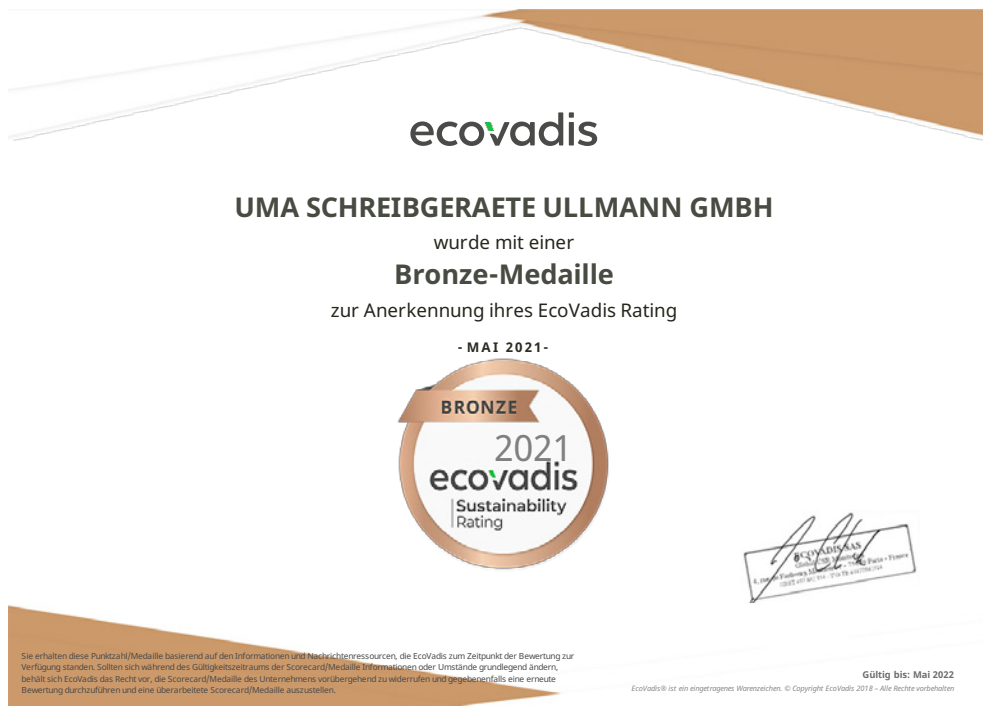 ecovadis
UMA SCHREIBGERAETE ULLMANN GMBH
wurde mit einer
Bronze-Medaille
zur Anerkennung ihres EcoVadis Rating
- MAI 2021-
BRONZE
2021
ecovadis
Sustainability
Rating
ECOVADIS SAS
Sie erhalten diese Punktzahl/Medaille basierend auf den Informationen und Nachrichtenressourcen, die EcoVadis zum Zeitpunkt der Bewertung zur
Verfügung standen. Sollten sich während des Gültigkeitszeitraums der Scorecard/Medaille Informationen oder Umstände grundlegend ändern,
behält sich EcoVadis das Recht vor, die Scorecard/Medaille des Unternehmens vorübergehend zu widerrufen und gegebenenfalls eine erneute
Bewertung durchzuführen und eine überarbeitete Scorecard/Medaille auszustellen.
Gültig bis: Mai 2022
EcoVadis® ist ein eingetragenes Warenzeichen. © Copyright EcoVadis 2018 – Alle Rechte vorbehalten